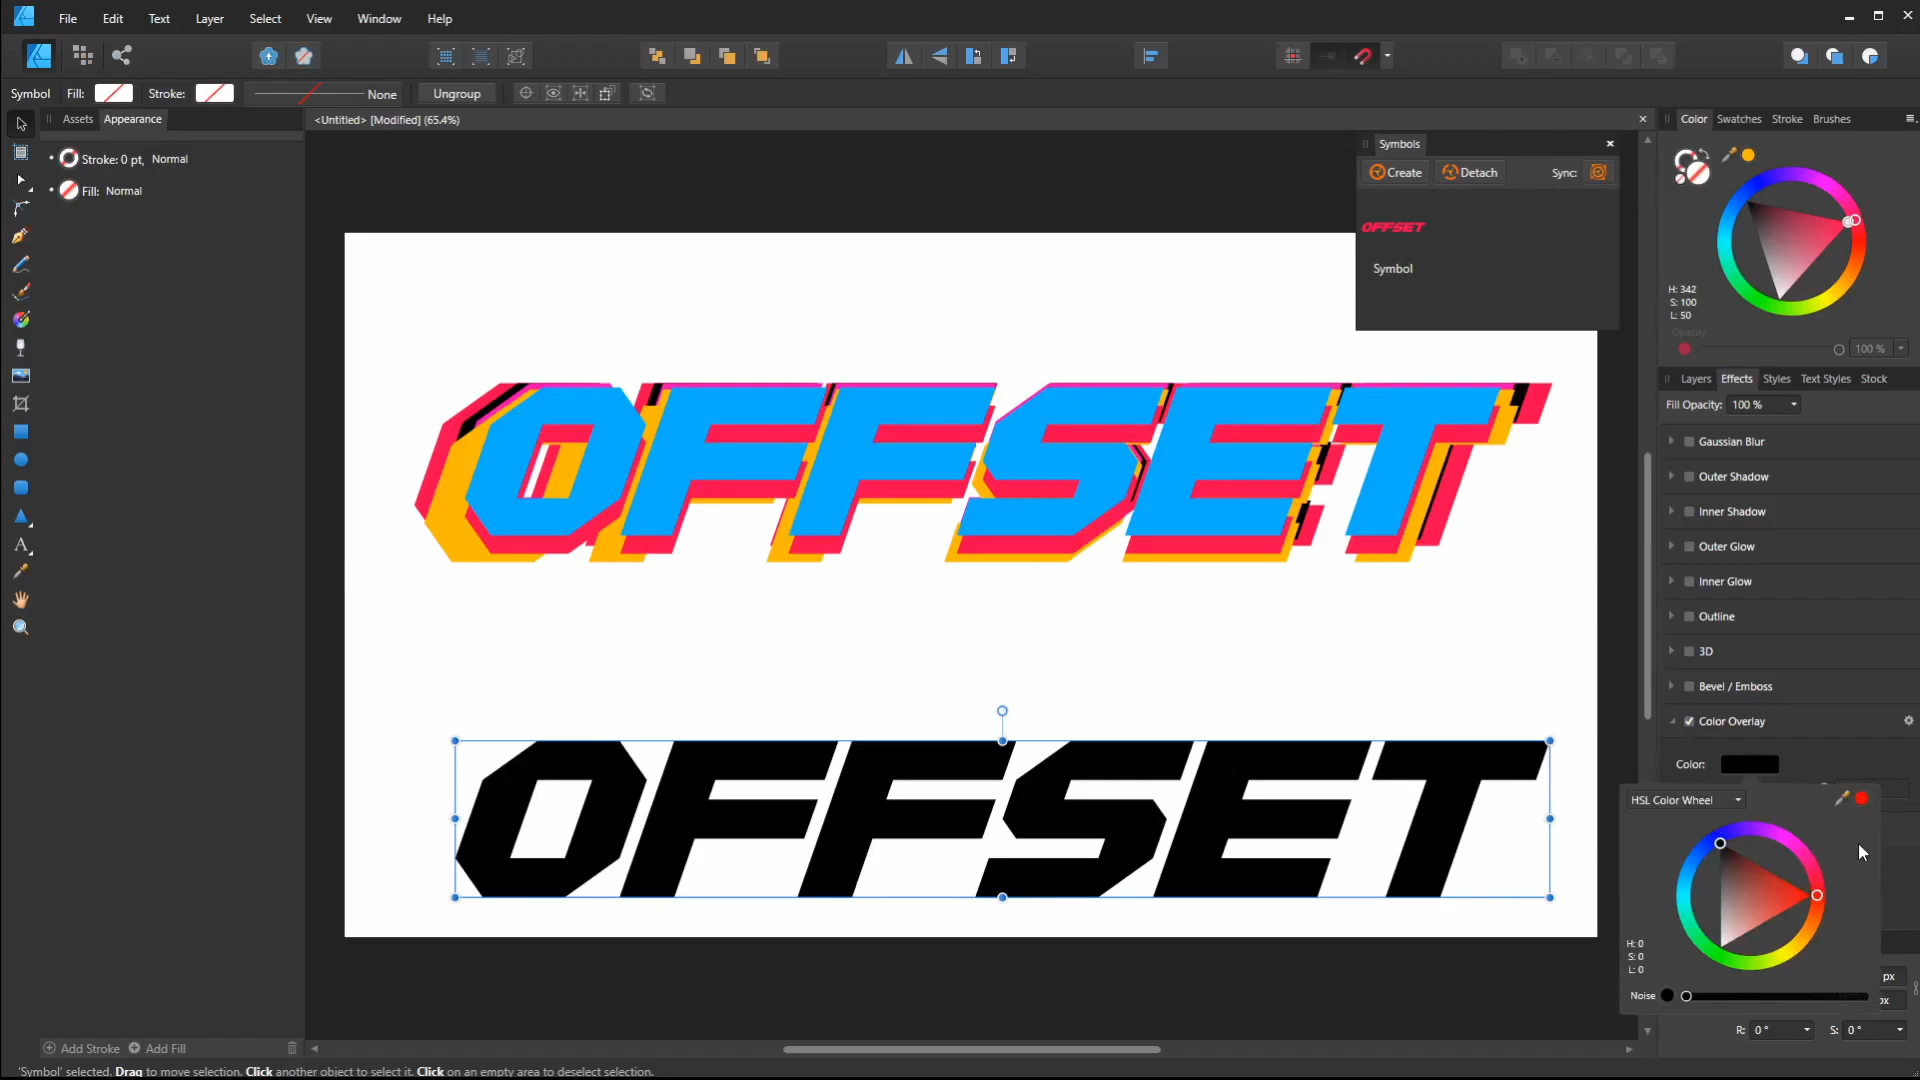 File Edit Text Layer Select View Window Help
Symbol Fill: Stroke: None Ungroup
Assets Appearance
<Untitled> [Modified] (65.4%)
Color Swatches Stroke Brushes
Stroke: 0 pt, Normal
Fill: Normal
Symbols
Create Detach Sync:
OFFSET
Symbol
H: 342
S: 100
L: 50
Opacity
100 %
Layers Effects Styles Text Styles Stock
Fill Opacity: 100 %
Gaussian Blur
Outer Shadow
Inner Shadow
Outer Glow
Inner Glow
Outline
3D
Bevel / Emboss
Color Overlay
Color:
OFFSET
OFFSET
HSL Color Wheel
H: 0
S: 0
L: 0
Noise
px
px
R: 0 ° S: 0 °
Add Stroke Add Fill
'Symbol' selected. Drag to move selection. Click another object to select it. Click on an empty area to deselect selection.